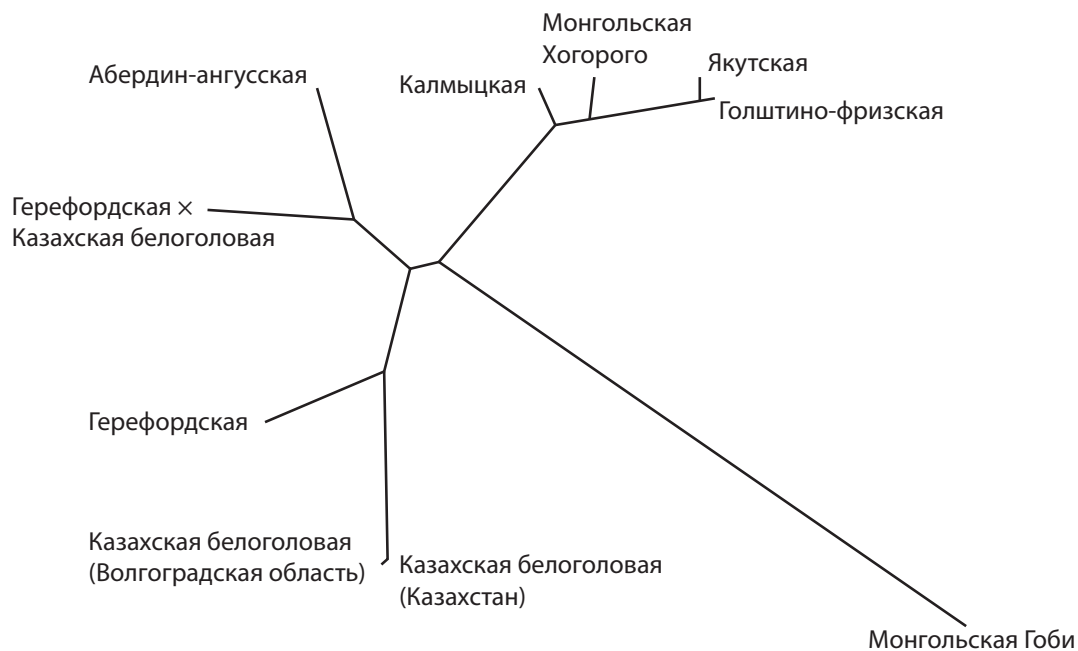 Монгольская
Хогорого
Якутская
Абердин-ангусская
Калмыцкая
Голштино-фризская
Герефордская ×
Казахская белоголовая
Герефордская
Казахская белоголовая
(Волгоградская область)
Казахская белоголовая
(Казахстан)
Монгольская Гоби